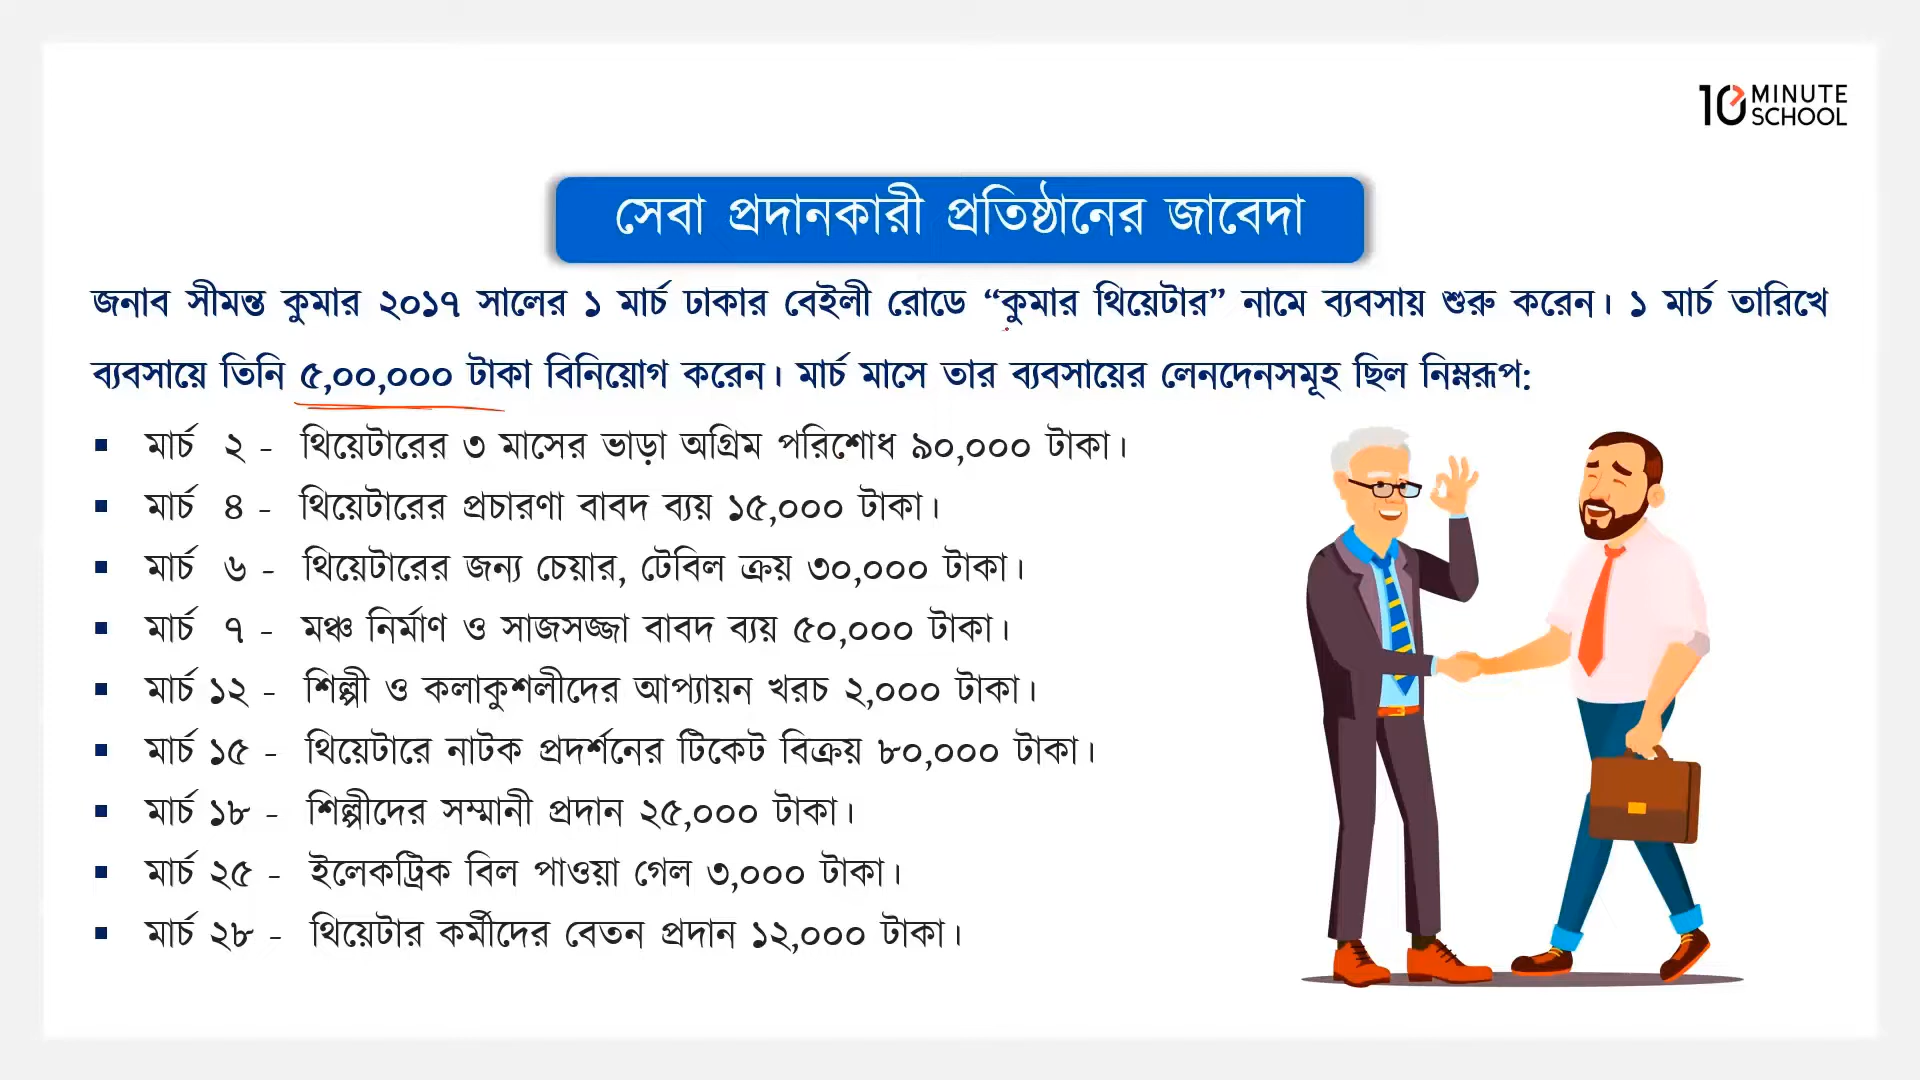 10 MINUTE SCHOOL
সেবা প্রদানকারী প্রতিষ্ঠানের জাবেদা
জনাব সীমন্ত কুমার ২০১৭ সালের ১ মার্চ ঢাকার বেইলী রোডে “কুমার থিয়েটার” নামে ব্যবসায় শুরু করেন। ১ মার্চ তারিখে
ব্যবসায়ে তিনি ৫,০০,০০০ টাকা বিনিয়োগ করেন। মার্চ মাসে তার ব্যবসায়ের লেনদেনসমূহ ছিল নিম্নরূপ:
▪ মার্চ ২ - থিয়েটারের ৩ মাসের ভাড়া অগ্রিম পরিশোধ ৯০,০০০ টাকা।
▪ মার্চ ৪ - থিয়েটারের প্রচারণা বাবদ ব্যয় ১৫,০০০ টাকা।
▪ মার্চ ৬ - থিয়েটারের জন্য চেয়ার, টেবিল ক্রয় ৩০,০০০ টাকা।
▪ মার্চ ৭ - মঞ্চ নির্মাণ ও সাজসজ্জা বাবদ ব্যয় ৫০,০০০ টাকা।
▪ মার্চ ১২ - শিল্পী ও কলাকুশলীদের আপ্যায়ন খরচ ২,০০০ টাকা।
▪ মার্চ ১৫ - থিয়েটারে নাটক প্রদর্শনের টিকেট বিক্রয় ৮০,০০০ টাকা।
▪ মার্চ ১৮ - শিল্পীদের সম্মানী প্রদান ২৫,০০০ টাকা।
▪ মার্চ ২৫ - ইলেকট্রিক বিল পাওয়া গেল ৩,০০০ টাকা।
▪ মার্চ ২৮ - থিয়েটার কর্মীদের বেতন প্রদান ১২,০০০ টাকা।